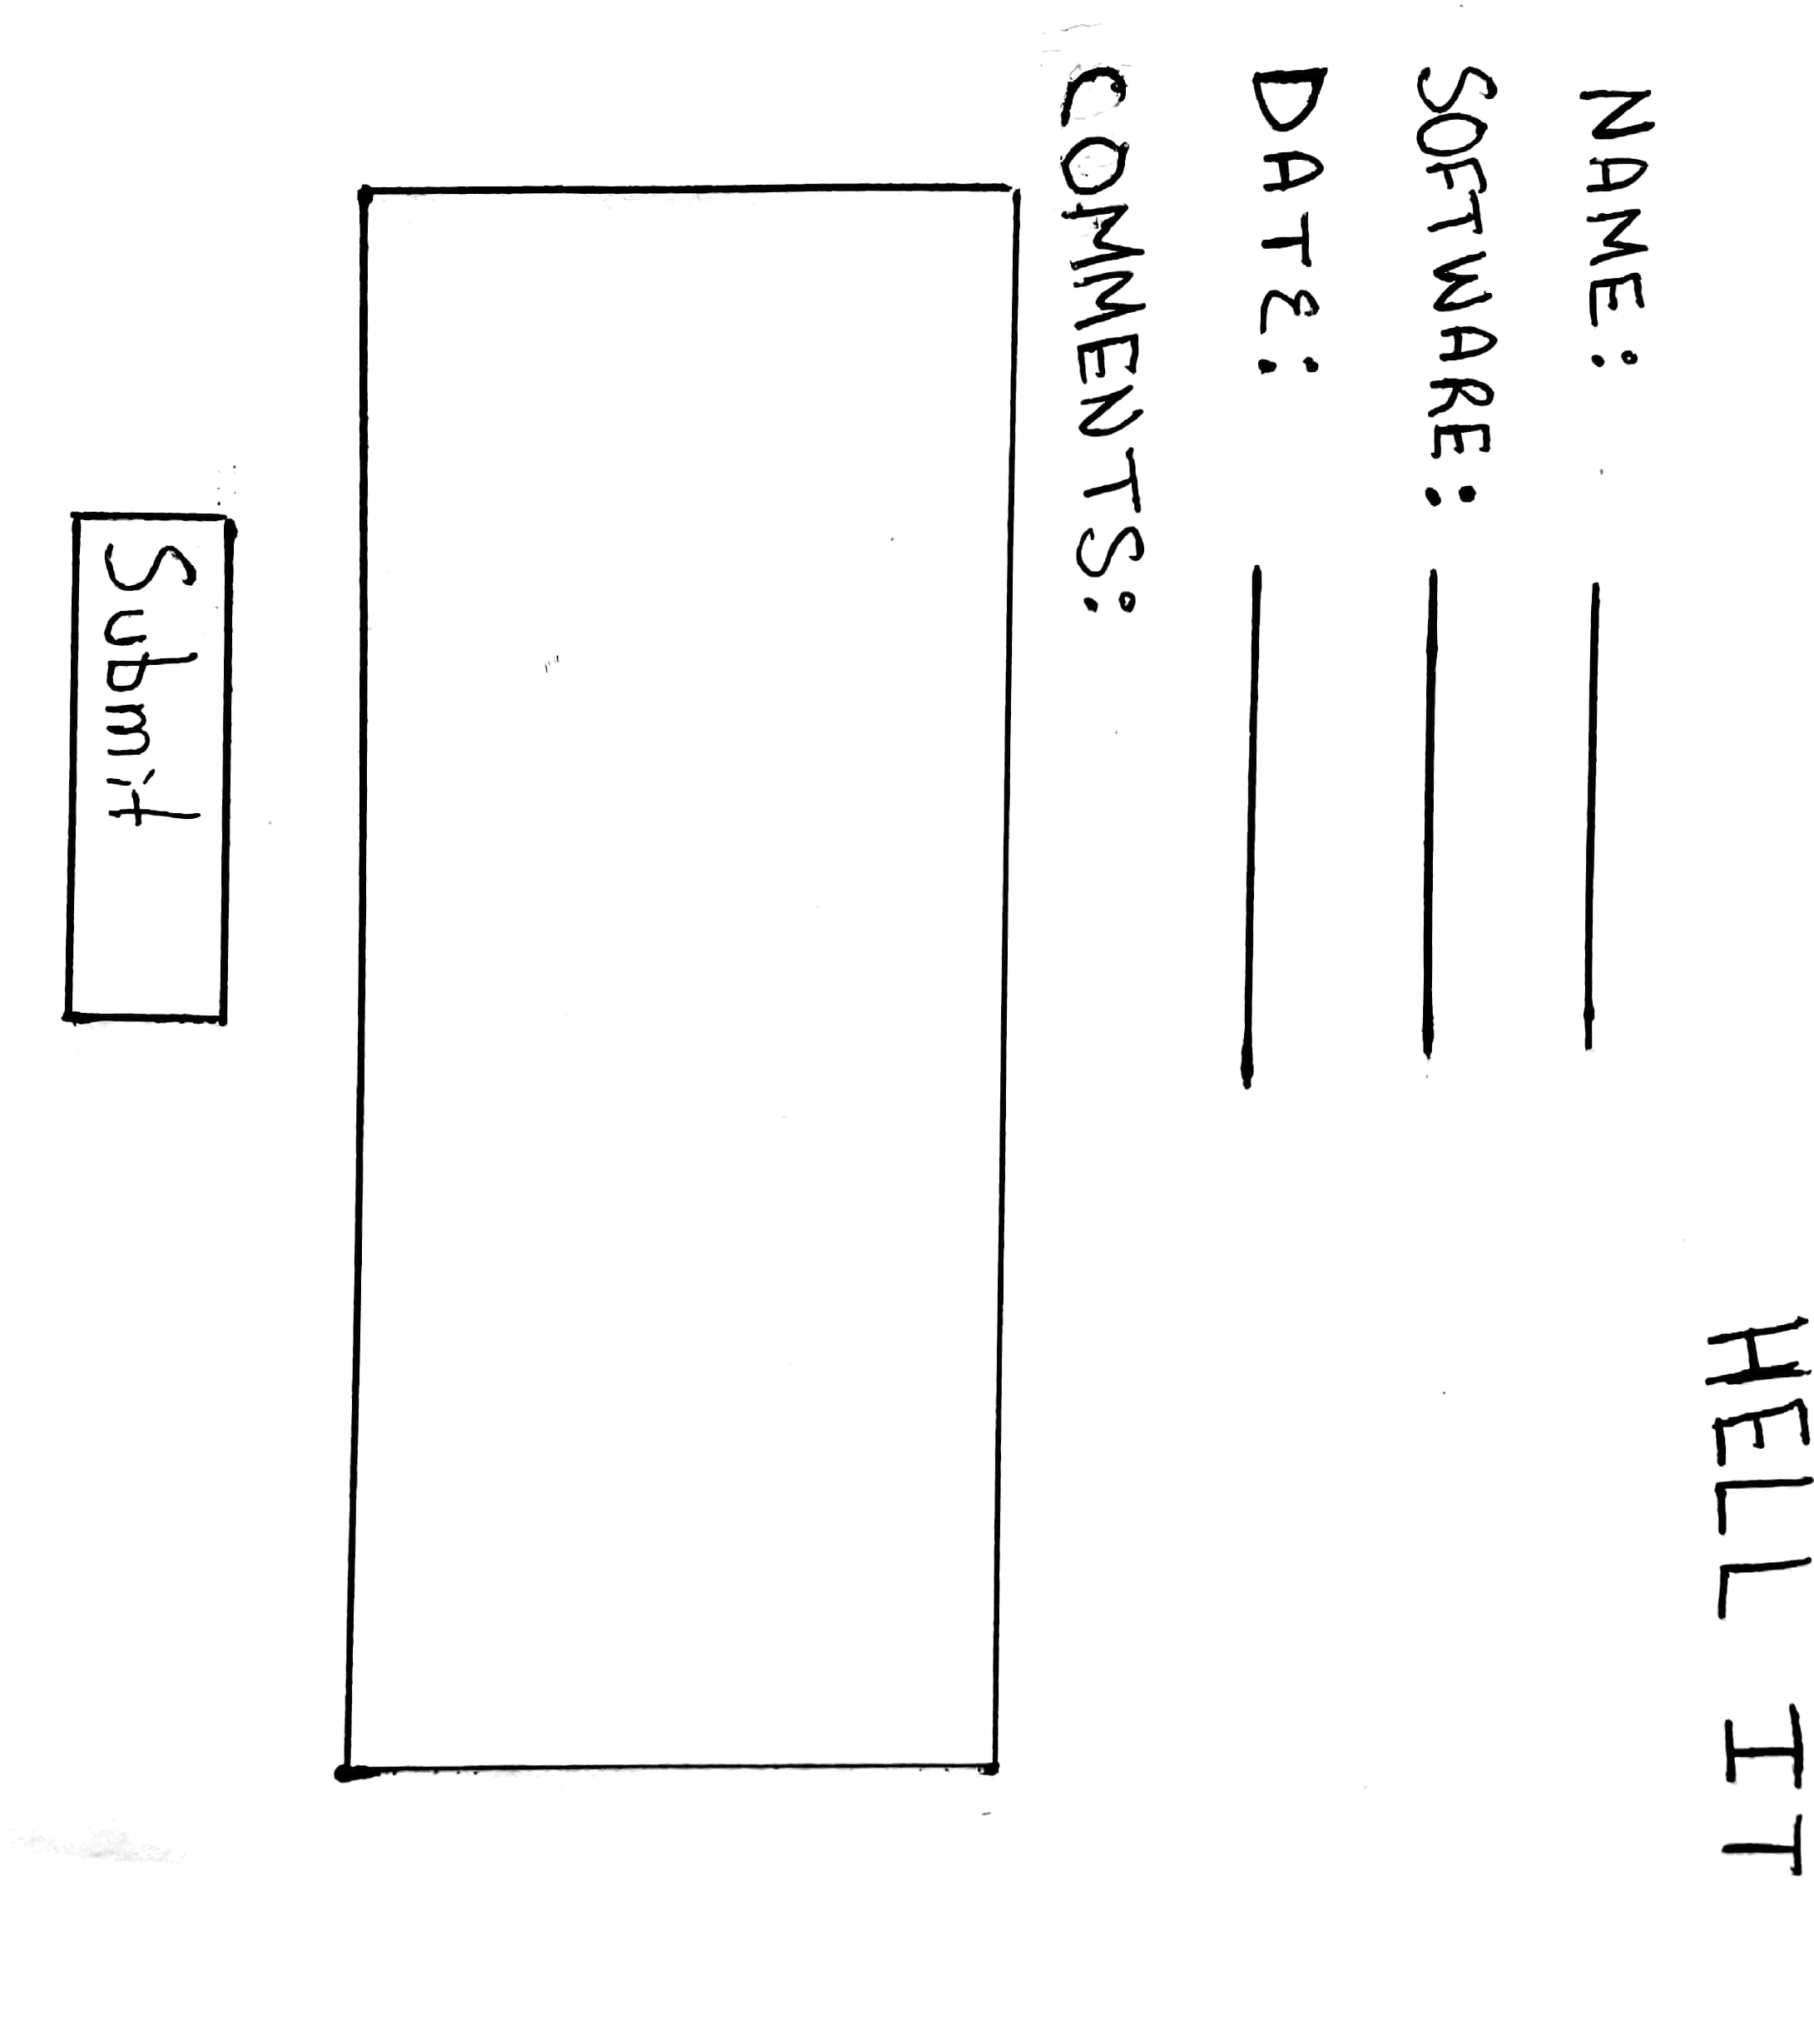 HELL IT
NAME:
SOFTWARE:
DATE:
COMMENTS:
Submit